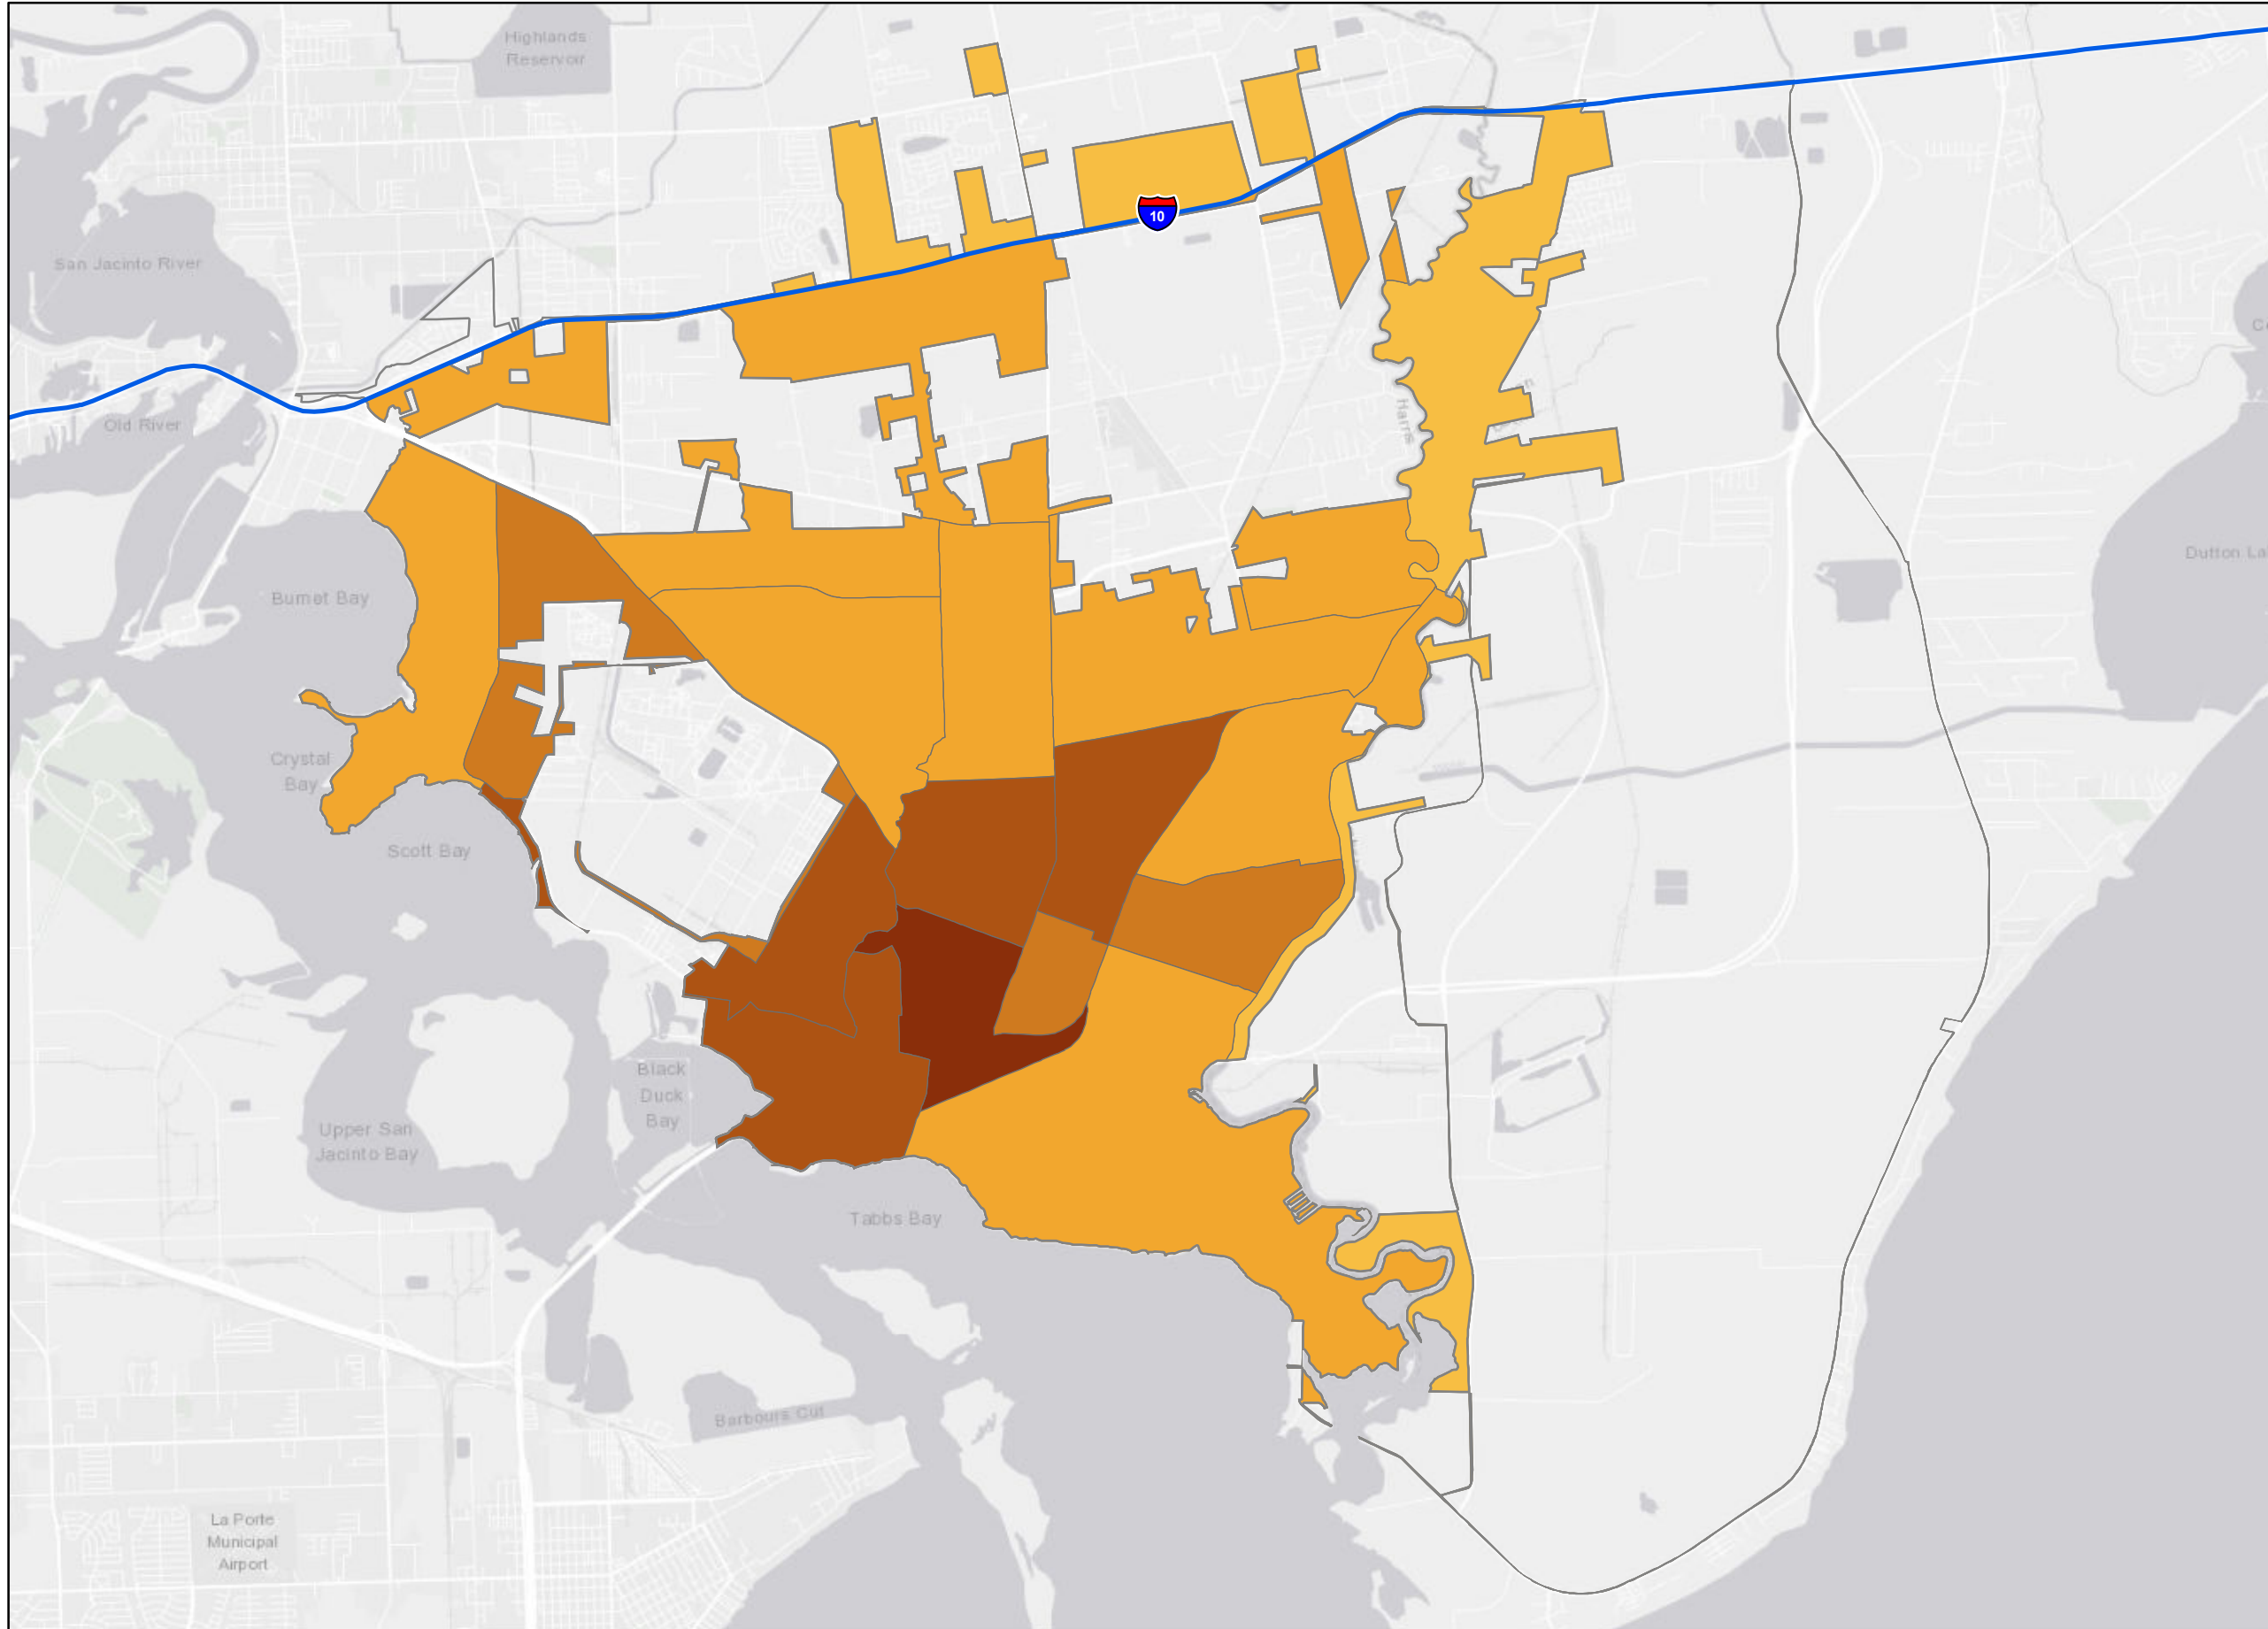 Highlands
Reservoir
10
San Jacinto River
Old River
Harris
Dutton La
Burnet Bay
Crystal
Bay
Scott Bay
Black
Duck
Bay
Upper San
Jacinto Bay
Tabbs Bay
Barbours Cut
La Porte
Municipal
Airport